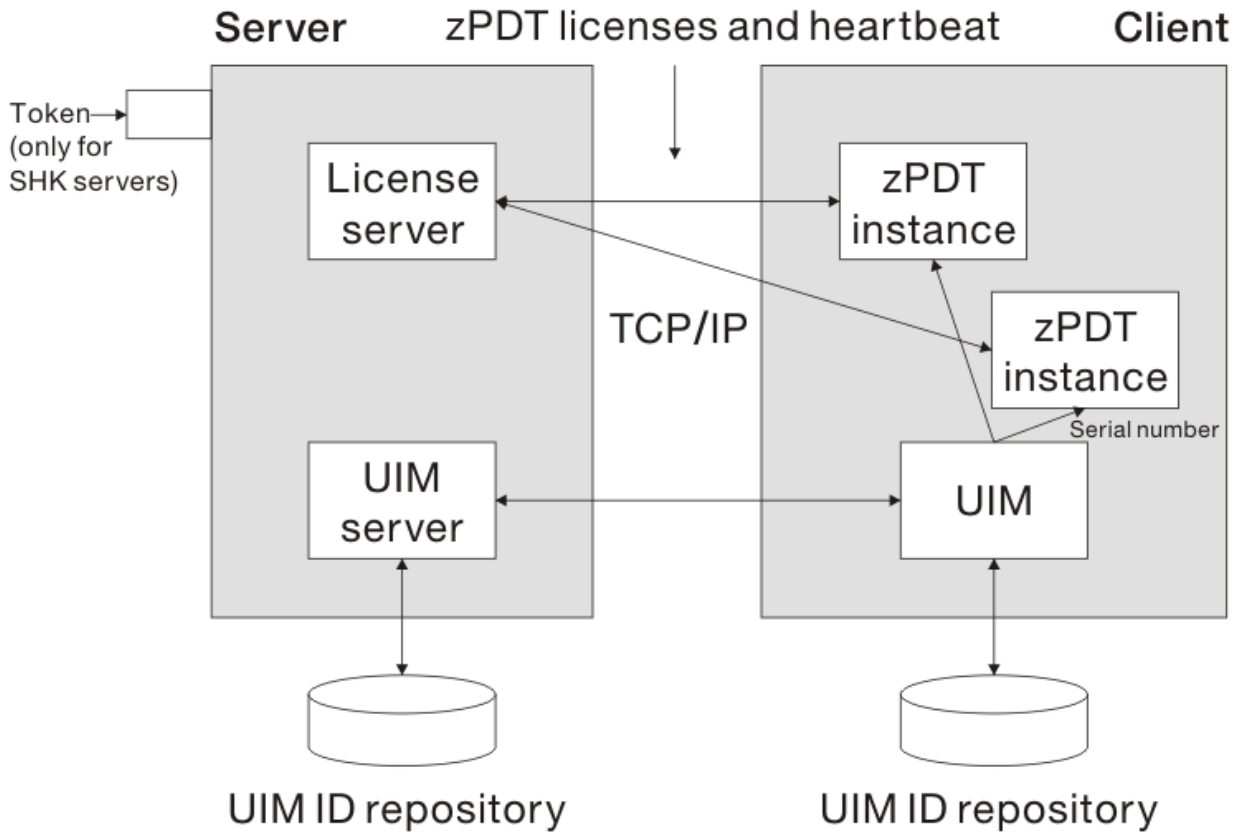 Server
zPDT licenses and heartbeat
Client
Token
(only for
SHK servers)
License
server
zPDT
instance
TCP/IP
zPDT
instance
Serial number
UIM
server
UIM
UIM ID repository
UIM ID repository